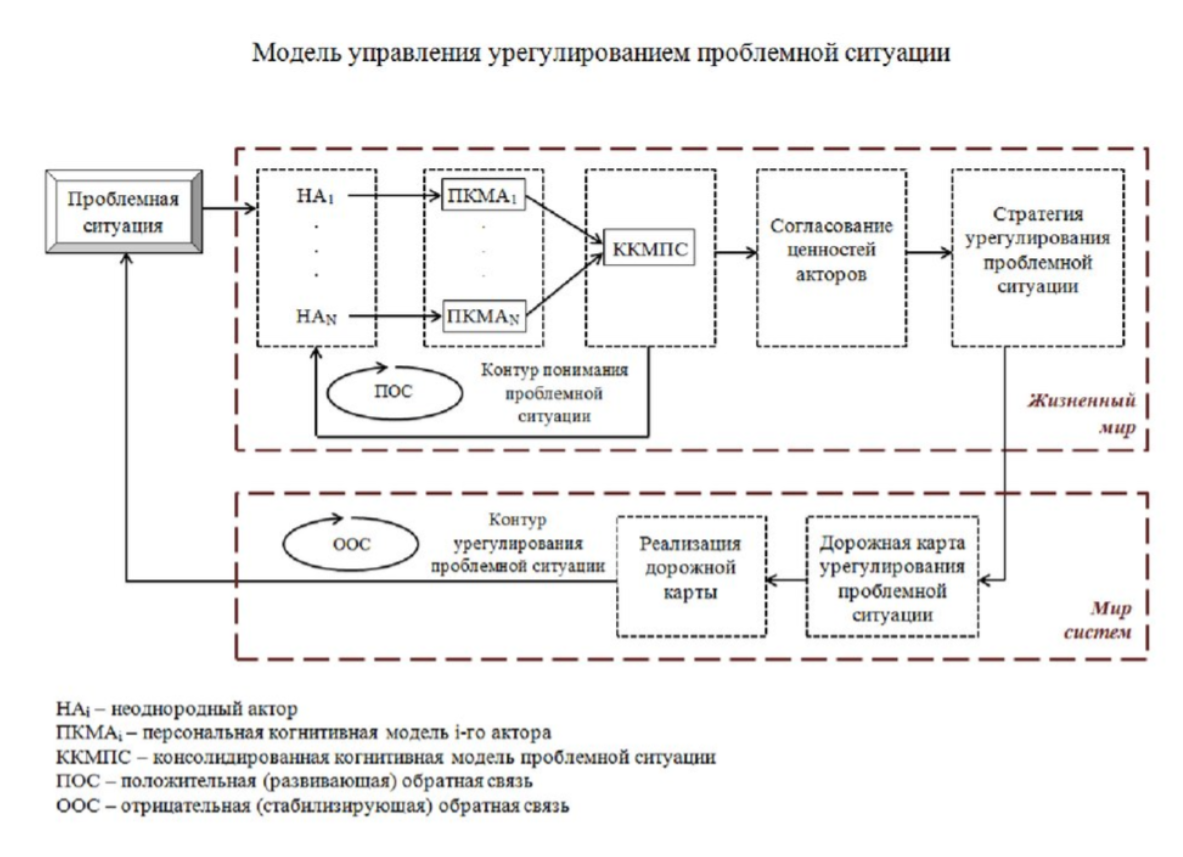 Модель управления урегулированием проблемной ситуации
Проблемная
ситуация
НА1
НАN
ПКМА1
ПКМАN
ККМПС
Согласование
ценностей
акторов
Стратегия
урегулирования
проблемной
ситуации
ПОС
Контур понимания
проблемной
ситуации
Жизненный
мир
ООС
Контур
урегулирования
проблемной ситуации
Реализация
дорожной
карты
Дорожная карта
урегулирования
проблемной
ситуации
Мир
систем
НАi – неоднородный актор
ПКМАi – персональная когнитивная модель i-го актора
ККМПС – консолидированная когнитивная модель проблемной ситуации
ПОС – положительная (развивающая) обратная связь
ООС – отрицательная (стабилизирующая) обратная связь